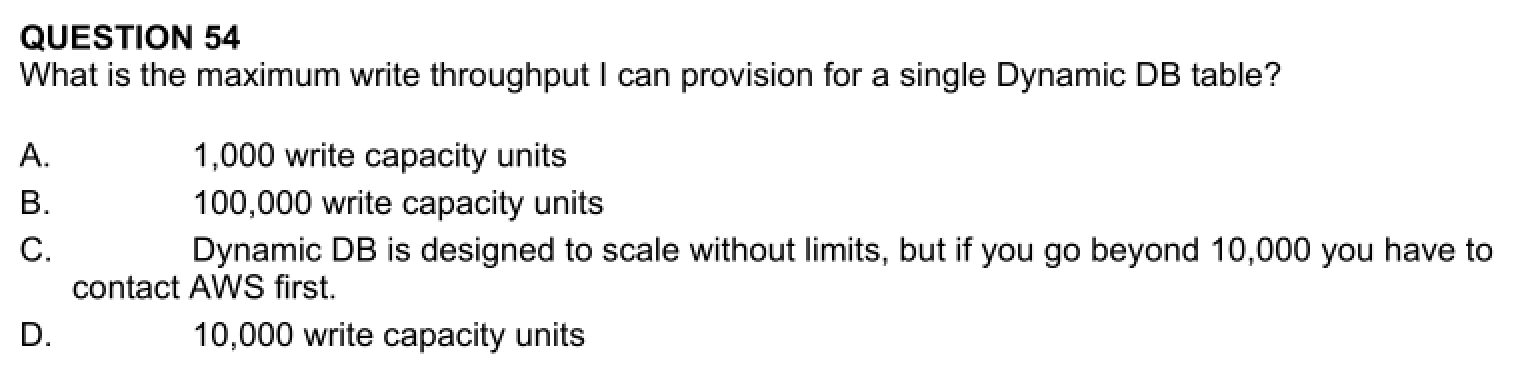 QUESTION 54
What is the maximum write throughput I can provision for a single Dynamic DB table?
A. 1,000 write capacity units
B. 100,000 write capacity units
C. Dynamic DB is designed to scale without limits, but if you go beyond 10,000 you have to
contact AWS first.
D. 10,000 write capacity units